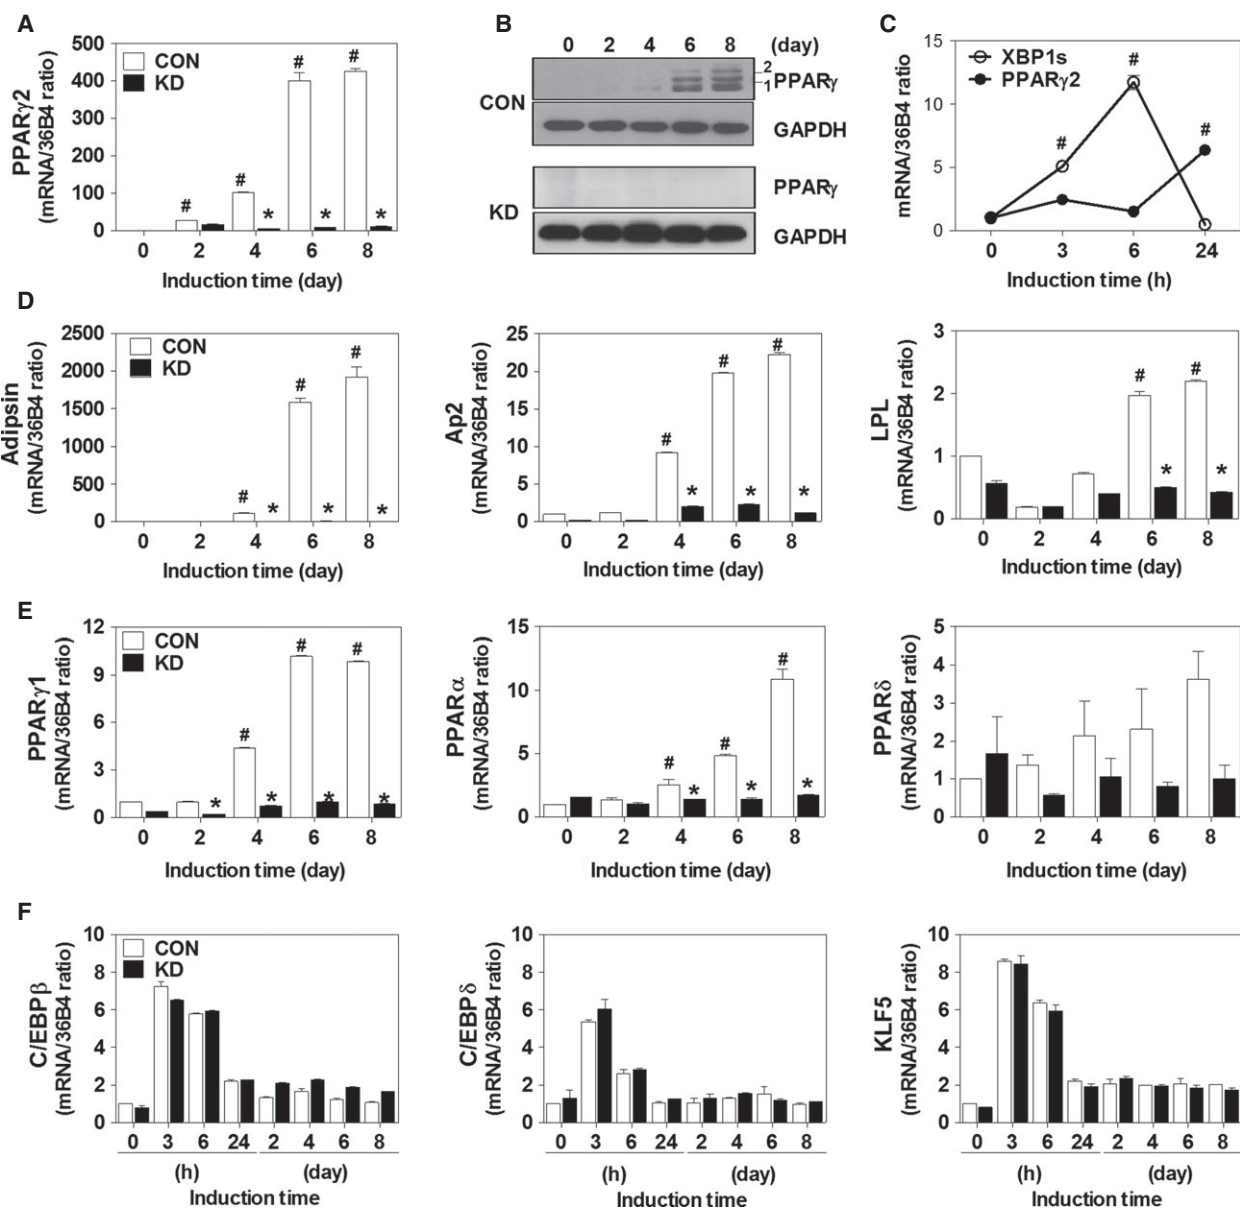 A
PPARγ2
(mRNA/36B4 ratio)
500
400
300
200
100
0
CON
KD
#
#
#
#
*
*
*
0 2 4 6 8
Induction time (day)
B
0 2 4 6 8 (day)
CON
2
1
PPARγ
GAPDH
KD
PPARγ
GAPDH
C
mRNA/36B4 ratio
15
10
5
0
XBP1s
PPARγ2
#
#
#
0 3 6 24
Induction time (h)
D
Adipsin
(mRNA/36B4 ratio)
2500
2000
1500
1000
500
0
CON
KD
#
#
#
*
*
*
0 2 4 6 8
Induction time (day)
Ap2
(mRNA/36B4 ratio)
25
20
15
10
5
0
#
#
#
*
*
*
0 2 4 6 8
Induction time (day)
LPL
(mRNA/36B4 ratio)
3
2
1
0
#
#
*
*
0 2 4 6 8
Induction time (day)
E
PPARγ1
(mRNA/36B4 ratio)
12
9
6
3
0
CON
KD
#
#
#
*
*
*
*
0 2 4 6 8
Induction time (day)
PPARα
(mRNA/36B4 ratio)
15
10
5
0
#
#
#
*
*
*
0 2 4 6 8
Induction time (day)
PPARδ
(mRNA/36B4 ratio)
5
4
3
2
1
0
0 2 4 6 8
Induction time (day)
F
C/EBPβ
(mRNA/36B4 ratio)
10
8
6
4
2
0
CON
KD
0 3 6 24 2 4 6 8
(h) (day)
Induction time
C/EBPδ
(mRNA/36B4 ratio)
10
8
6
4
2
0
0 3 6 24 2 4 6 8
(h) (day)
Induction time
KLF5
(mRNA/36B4 ratio)
10
8
6
4
2
0
0 3 6 24 2 4 6 8
(h) (day)
Induction time